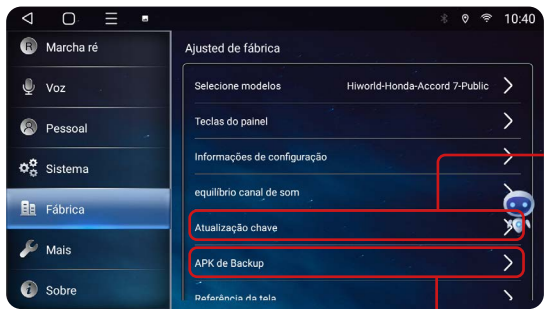 10:40
R Marcha ré
Voz
Pessoal
Sistema
Fábrica
Mais
Sobre
Ajusted de fábrica
Selecione modelos Hiworld-Honda-Accord 7-Public
Teclas do painel
Informações de configuração
equilíbrio canal de som
Atualização chave
APK de Backup
Referência da tela